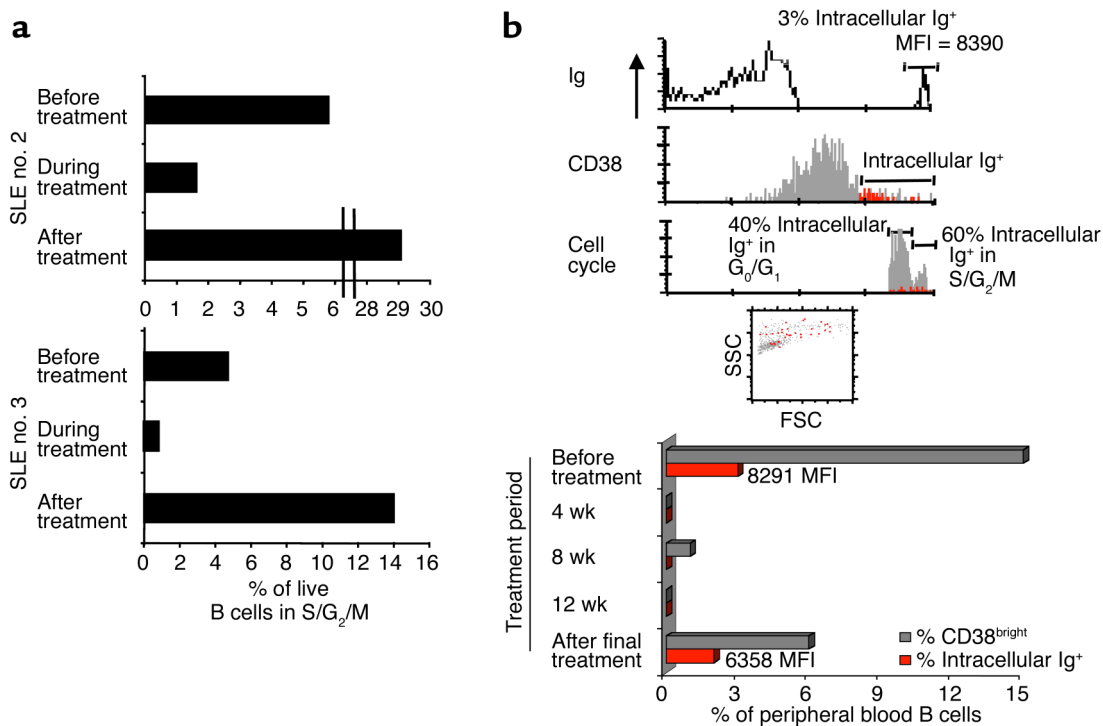 a
SLE no. 2
Before
treatment
During
treatment
After
treatment
0 1 2 3 4 5 6 28 29 30
SLE no. 3
Before
treatment
During
treatment
After
treatment
0 2 4 6 8 10 12 14 16
% of live
B cells in S/G2/M
b
3% Intracellular Ig+
MFI = 8390
Ig
CD38
Intracellular Ig+
Cell
cycle
40% Intracellular
Ig+ in
G0/G1
60% Intracellular
Ig+ in
S/G2/M
SSC
FSC
Treatment period
Before
treatment
8291 MFI
4 wk
8 wk
12 wk
After final
treatment
6358 MFI
% CD38bright
% Intracellular Ig+
0 3 6 9 12 15
% of peripheral blood B cells